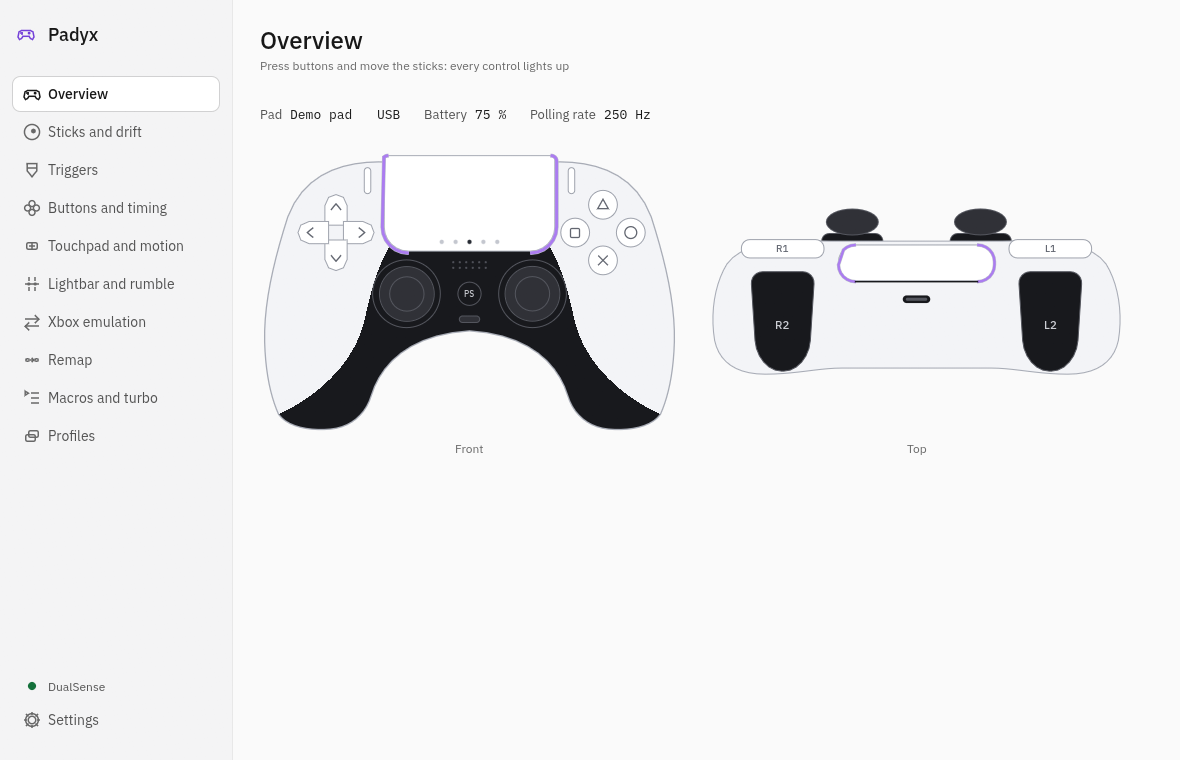 Padyx
Overview
Sticks and drift
Triggers
Buttons and timing
Touchpad and motion
Lightbar and rumble
Xbox emulation
Remap
Macros and turbo
Profiles
DualSense
Settings
Overview
Press buttons and move the sticks: every control lights up
Pad Demo pad USB Battery 75 % Polling rate 250 Hz
PS
Front
R1 L1
R2 L2
Top